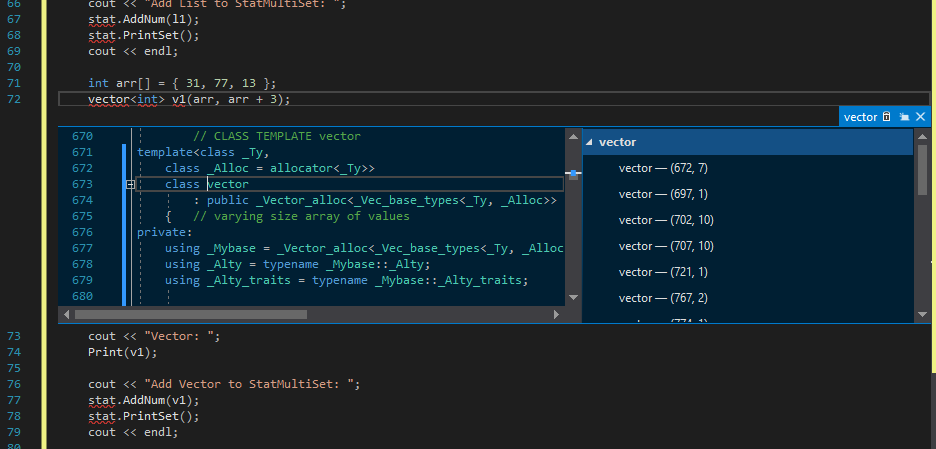 66 cout << "Add List to StatMultiSet: ";
67 stat.AddNum(l1);
68 stat.PrintSet();
69 cout << endl;
70
71 int arr[] = { 31, 77, 13 };
72 vector<int> v1(arr, arr + 3);
vector
670 // CLASS TEMPLATE vector
671 template<class _Ty,
672 class _Alloc = allocator<_Ty>>
673 class vector
674 : public _Vector_alloc<_Vec_base_types<_Ty, _Alloc>>
675 { // varying size array of values
676 private:
677 using _Mybase = _Vector_alloc<_Vec_base_types<_Ty, _Alloc
678 using _Alty = typename _Mybase::_Alty;
679 using _Alty_traits = typename _Mybase::_Alty_traits;
680
vector
vector — (672, 7)
vector — (697, 1)
vector — (702, 10)
vector — (707, 10)
vector — (721, 1)
vector — (767, 2)
73 cout << "Vector: ";
74 Print(v1);
75
76 cout << "Add Vector to StatMultiSet: ";
77 stat.AddNum(v1);
78 stat.PrintSet();
79 cout << endl;
80